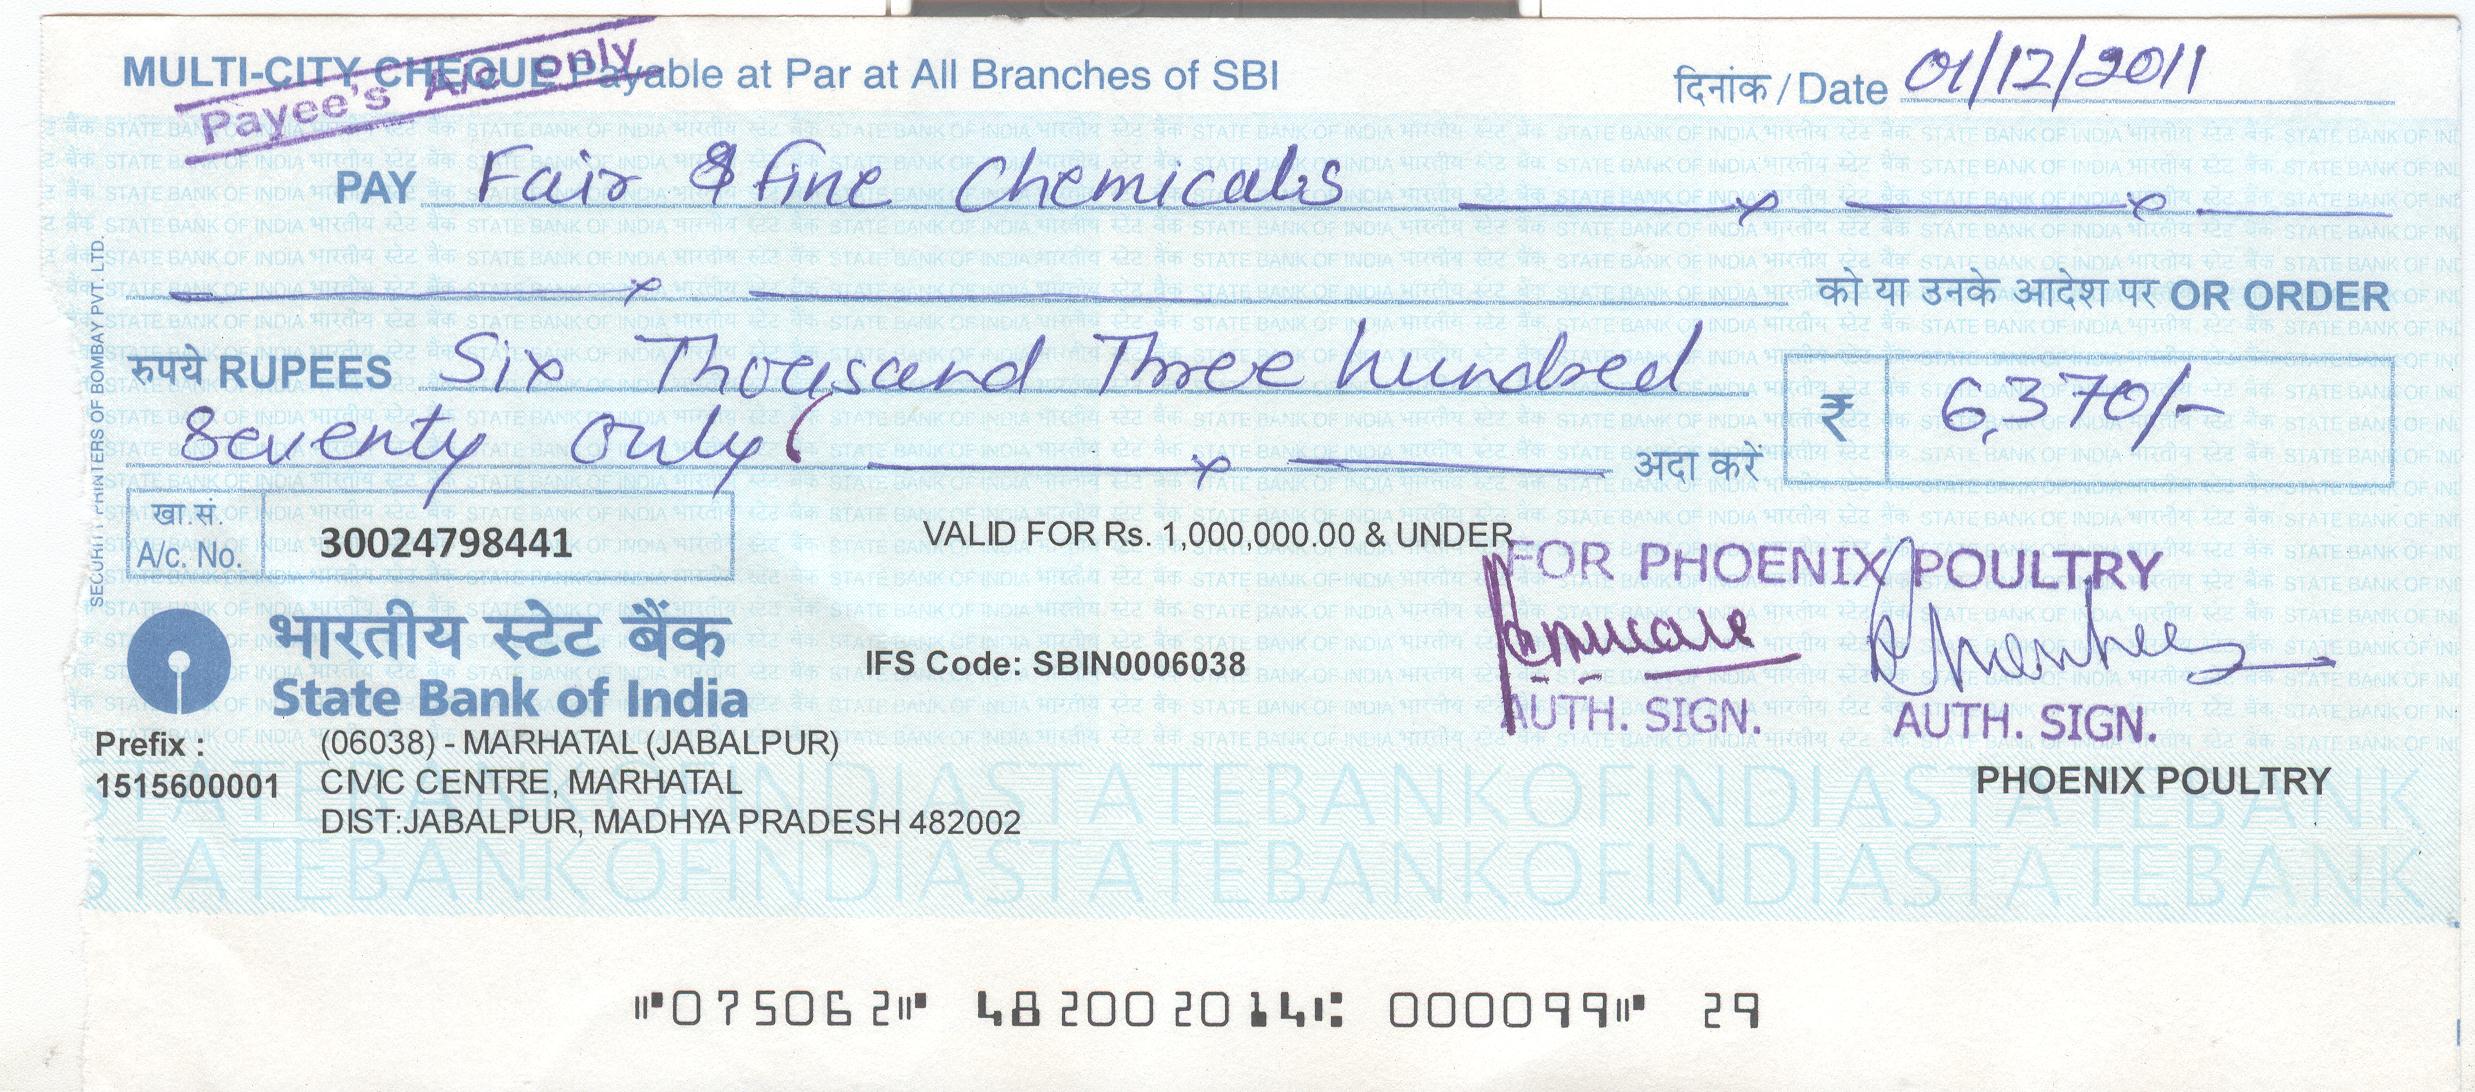 MULTI-CITY CHEQUE Payable at Par at All Branches of SBI
Payee's A/c only
दिनांक / Date 01/12/2011
PAY Fair & fine Chemicals
को या उनके आदेश पर OR ORDER
रुपये RUPEES Six Thousand Three hundred
Seventy only अदा करें
₹ 6,370/-
खा.सं.
A/c. No. 30024798441
VALID FOR Rs. 1,000,000.00 & UNDER
SECURITY PRINTERS OF BOMBAY PVT. LTD.
भारतीय स्टेट बैंक
State Bank of India
IFS Code: SBIN0006038
FOR PHOENIX POULTRY
AUTH. SIGN. AUTH. SIGN.
PHOENIX POULTRY
Prefix :
1515600001
(06038) - MARHATAL (JABALPUR)
CIVIC CENTRE, MARHATAL
DIST:JABALPUR, MADHYA PRADESH 482002
STATEBANKOFINDIASTATEBANKOFINDIASTATEBANK
STATEBANKOFINDIASTATEBANKOFINDIASTATEBANK
⑈075062⑈ 482002014⑆ 000099⑈ 29